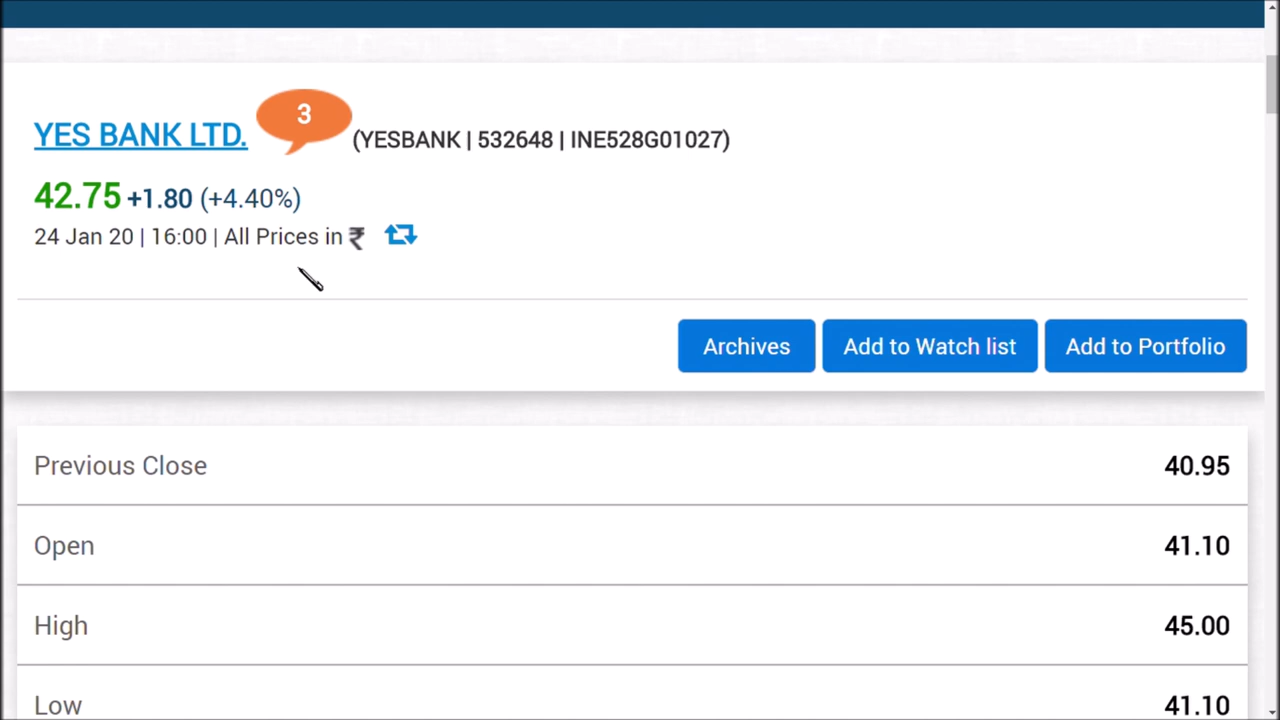 YES BANK LTD. 3 (YESBANK | 532648 | INE528G01027)
42.75 +1.80 (+4.40%)
24 Jan 20 | 16:00 | All Prices in ₹
Archives Add to Watch list Add to Portfolio
Previous Close 40.95
Open 41.10
High 45.00
Low 41.10